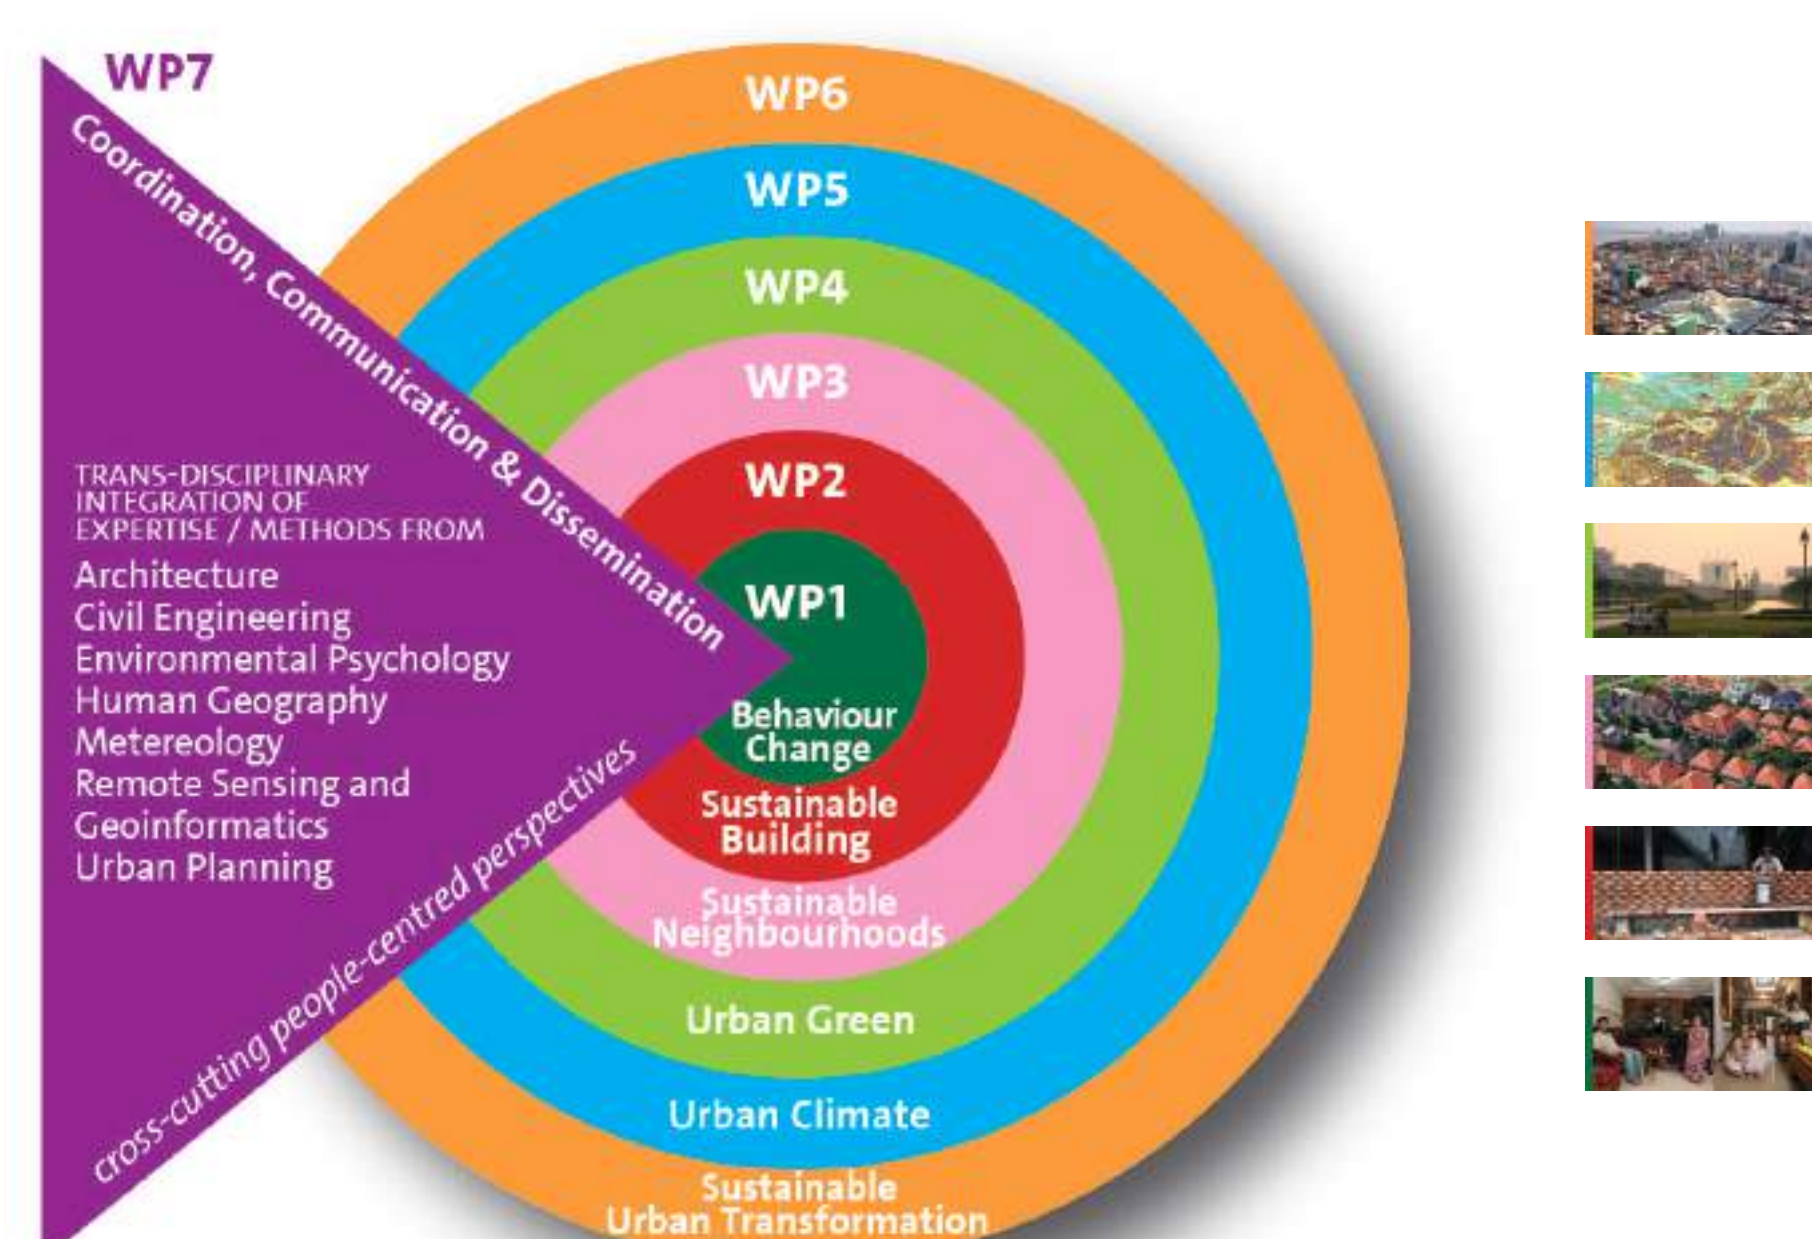 WP7
Coordination, Communication & Dissemination
TRANS-DISCIPLINARY
INTEGRATION OF
EXPERTISE / METHODS FROM
Architecture
Civil Engineering
Environmental Psychology
Human Geography
Metereology
Remote Sensing and
Geoinformatics
Urban Planning
cross-cutting people-centred perspectives
WP6
WP5
WP4
WP3
WP2
WP1
Behaviour
Change
Sustainable
Building
Sustainable
Neighbourhoods
Urban Green
Urban Climate
Sustainable
Urban Transformation